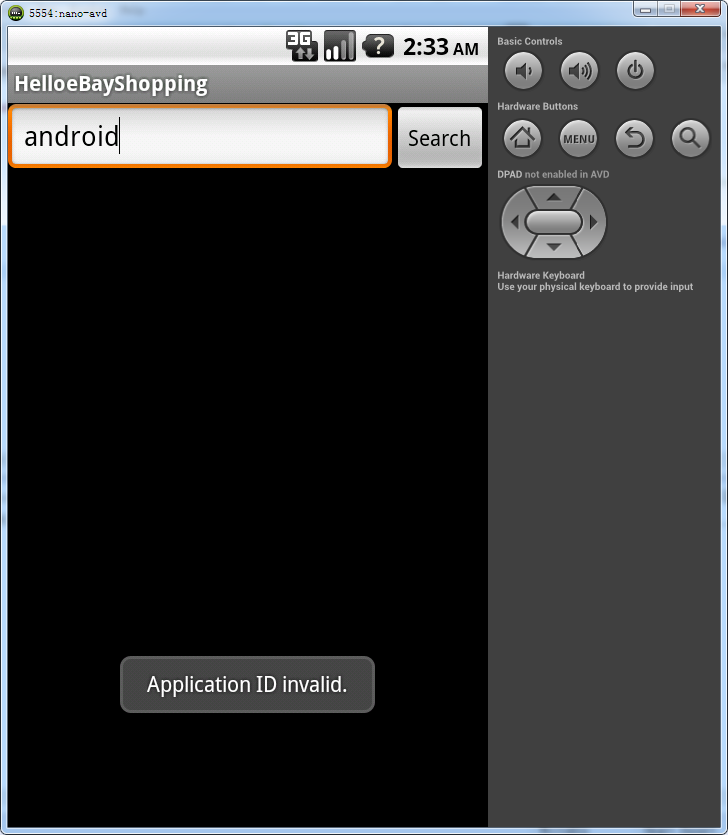 5554:nano-avd
3G ? 2:33 AM
HelloeBayShopping
android
Search
Application ID invalid.
Basic Controls
Hardware Buttons
MENU
DPAD not enabled in AVD
Hardware Keyboard
Use your physical keyboard to provide input